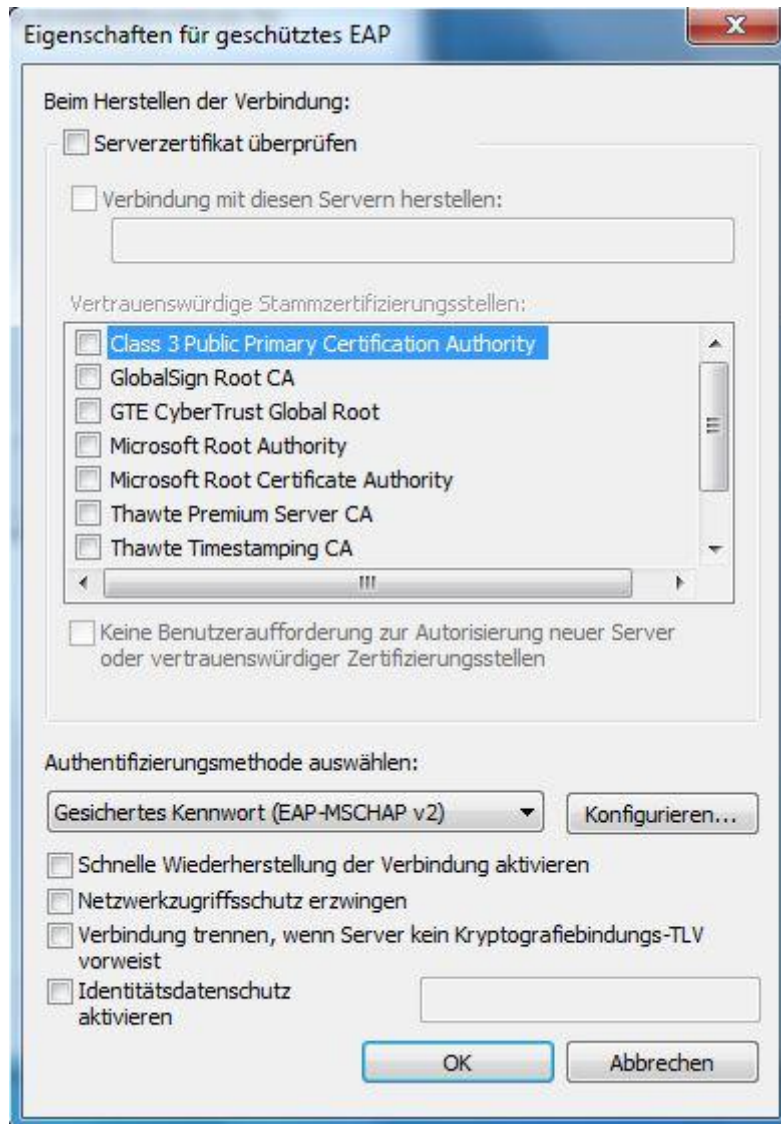 Eigenschaften für geschütztes EAP
Beim Herstellen der Verbindung:
Serverzertifikat überprüfen
Verbindung mit diesen Servern herstellen:
Vertrauenswürdige Stammzertifizierungsstellen:
Class 3 Public Primary Certification Authority
GlobalSign Root CA
GTE CyberTrust Global Root
Microsoft Root Authority
Microsoft Root Certificate Authority
Thawte Premium Server CA
Thawte Timestamping CA
Keine Benutzeraufforderung zur Autorisierung neuer Server
oder vertrauenswürdiger Zertifizierungsstellen
Authentifizierungsmethode auswählen:
Gesichertes Kennwort (EAP-MSCHAP v2) Konfigurieren...
Schnelle Wiederherstellung der Verbindung aktivieren
Netzwerkzugriffsschutz erzwingen
Verbindung trennen, wenn Server kein Kryptografiebindungs-TLV
vorweist
Identitätsdatenschutz
aktivieren
OK Abbrechen